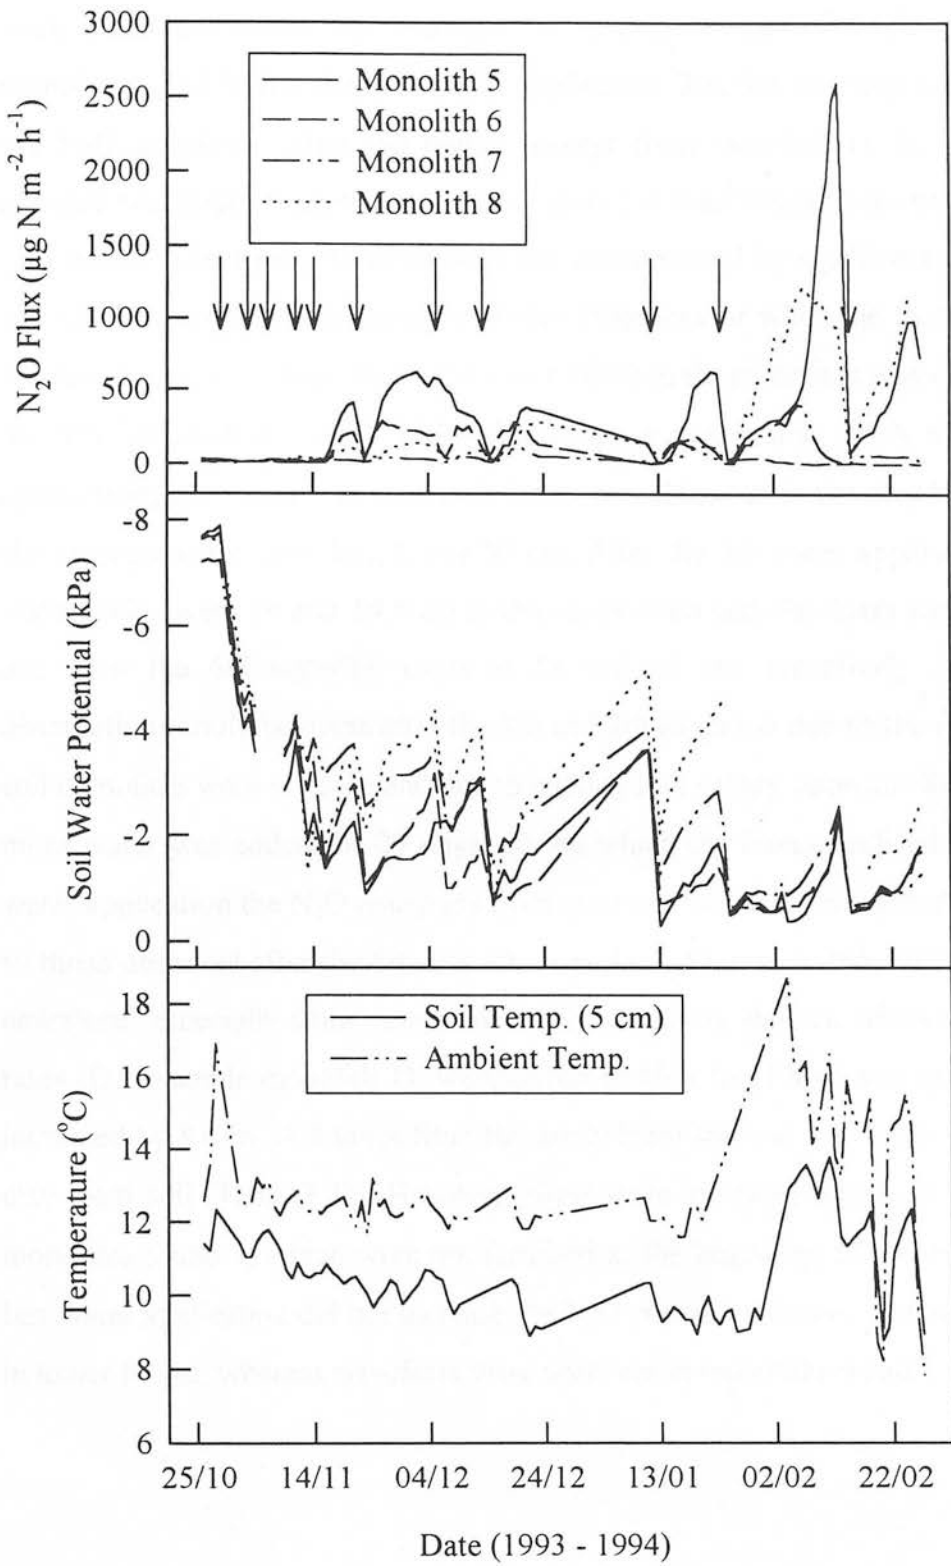 3000
2500
2000
1500
1000
500
0
N₂O Flux (µg N m⁻² h⁻¹)
Monolith 5
Monolith 6
Monolith 7
Monolith 8
-8
-6
-4
-2
0
Soil Water Potential (kPa)
18
16
14
12
10
8
6
Temperature °C
Soil Temp. (5 cm)
Ambient Temp.
25/10 14/11 04/12 24/12 13/01 02/02 22/02
Date (1993 - 1994)